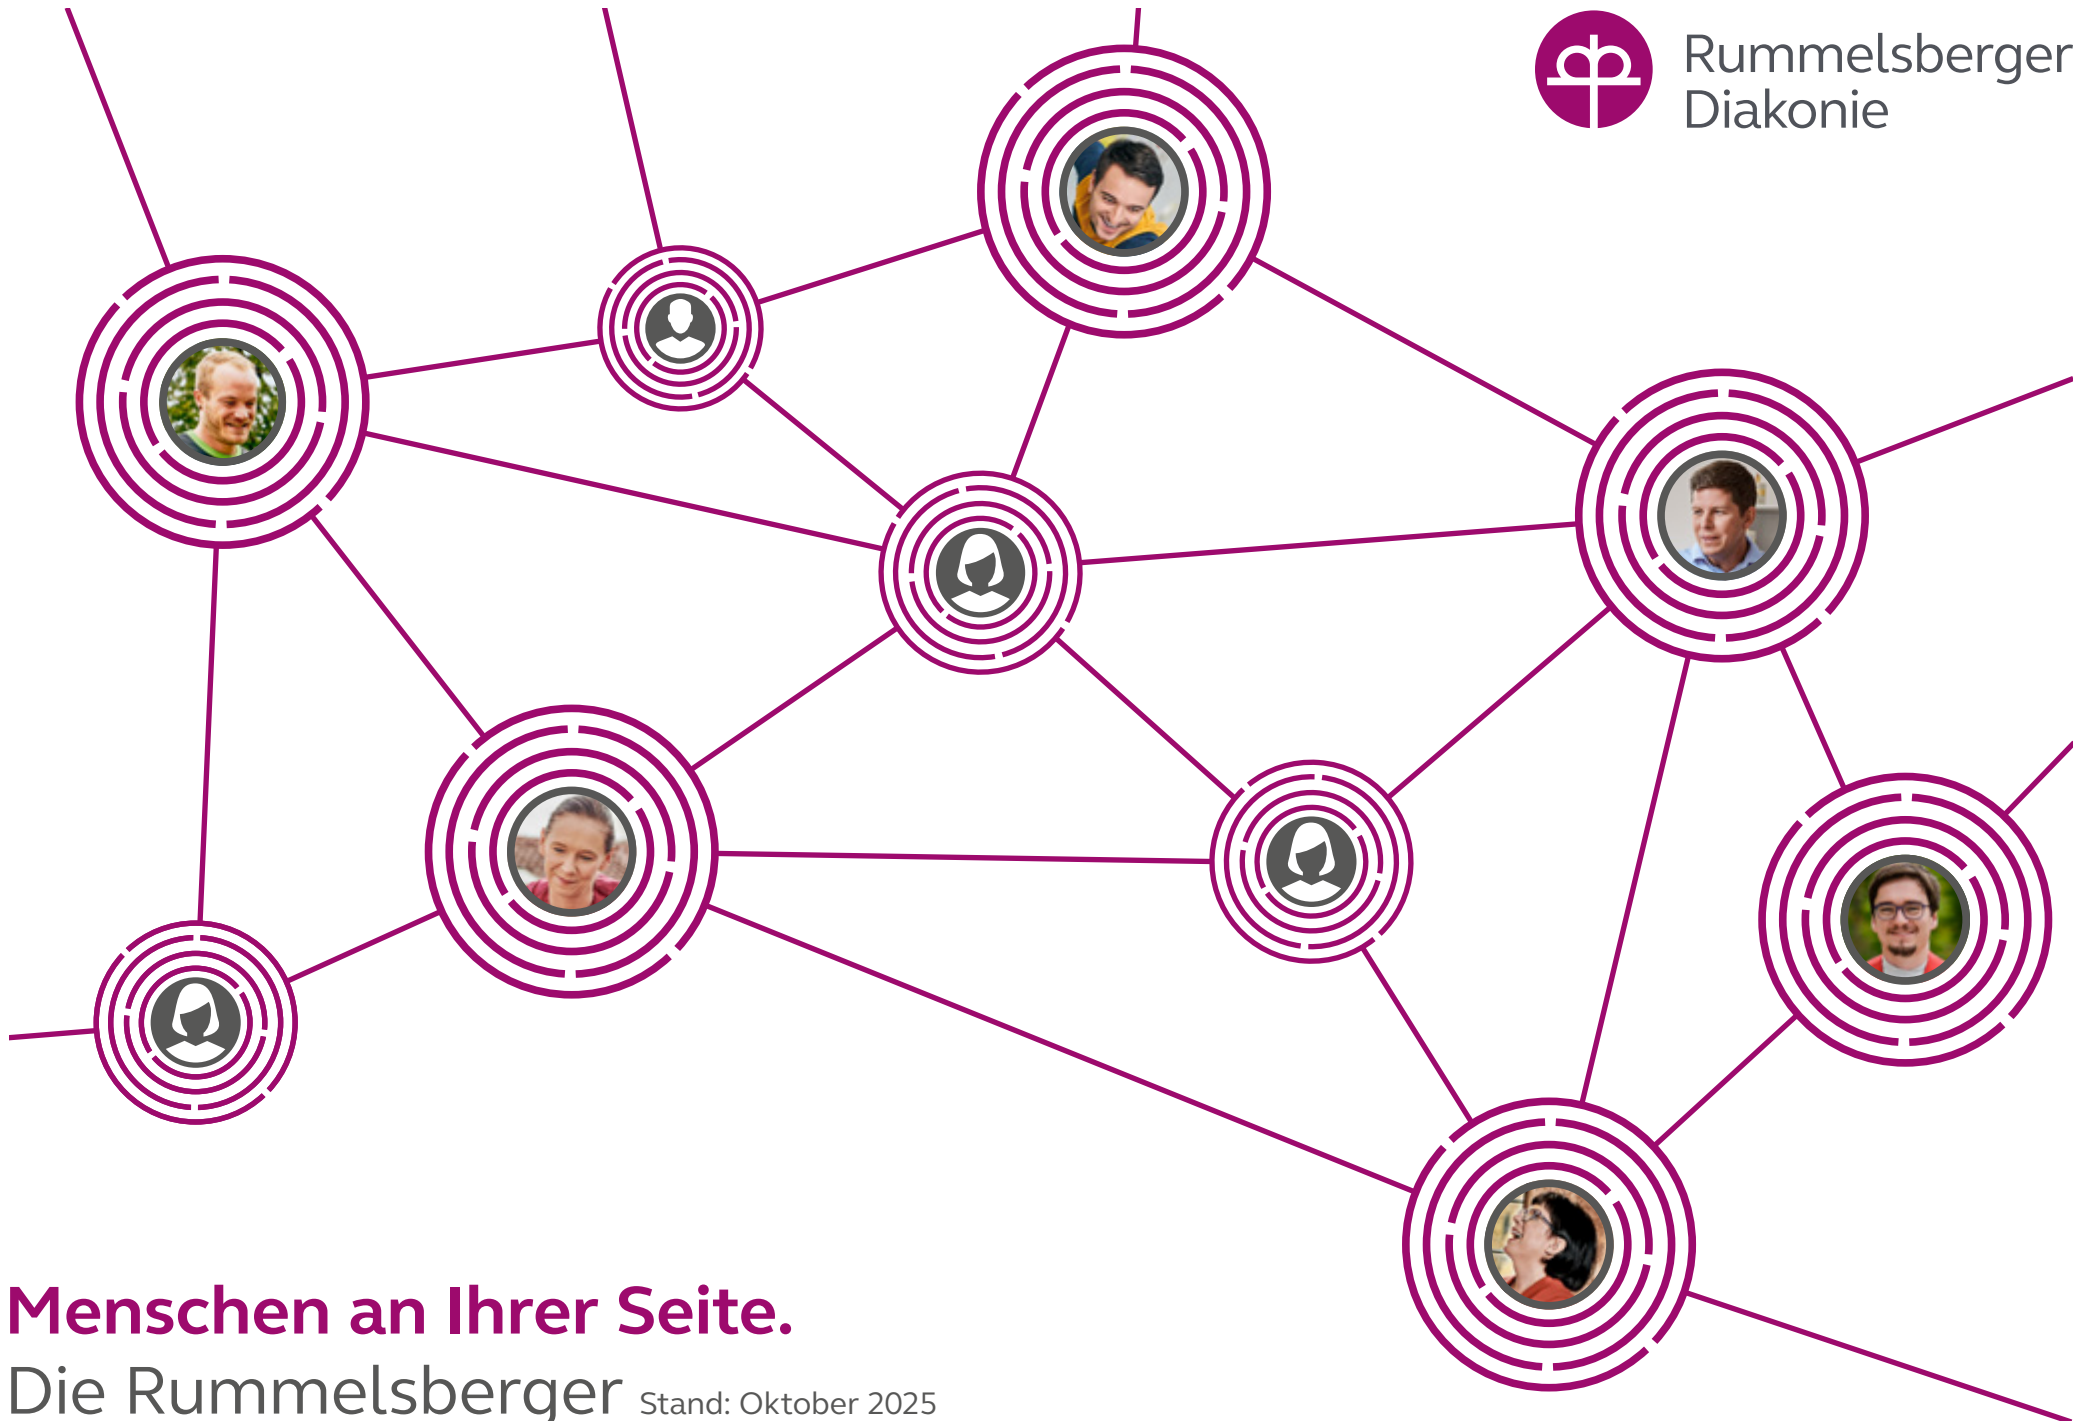 Rummelsberger
Diakonie
Menschen an Ihrer Seite.
Die Rummelsberger Stand: Oktober 2025